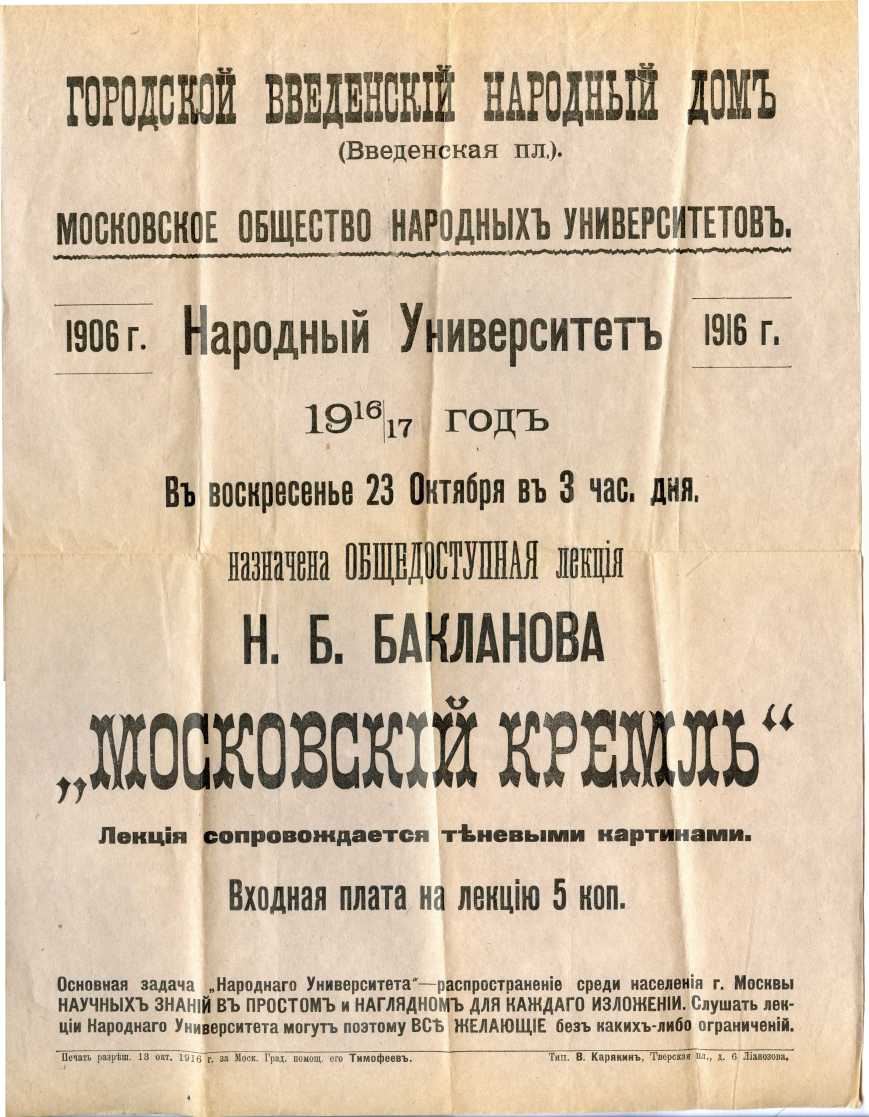 ГОРОДСКОЙ ВВЕДЕНСКІЙ НАРОДНЫЙ ДОМЪ
(Введенская пл.).
МОСКОВСКОЕ ОБЩЕСТВО НАРОДНЫХЪ УНИВЕРСИТЕТОВЪ.
1906 г. Народный Университетъ 1916 г.
1916/17 годъ
Въ воскресенье 23 Октября въ 3 час. дня.
назначена ОБЩЕДОСТУПНАЯ лекція
Н. Б. БАКЛАНОВА
„МОСКОВСКІЙ КРЕМЛЬ“
Лекція сопровождается тѣневыми картинами.
Входная плата на лекцію 5 коп.
Основная задача „Народнаго Университета“—распространеніе среди населенія г. Москвы
НАУЧНЫХЪ ЗНАНІЙ ВЪ ПРОСТОМЪ и НАГЛЯДНОМЪ ДЛЯ КАЖДАГО ИЗЛОЖЕНІИ. Слушать лек-
ціи Народнаго Университета могутъ поэтому ВСѢ ЖЕЛАЮЩІЕ безъ какихъ-либо ограниченій.
Печать разрѣш. 13 окт. 1916 г. за Моск. Град. помощ. его Тимофеевъ. Тип. В. Карякинъ, Тверская пл., д. 6 Ліанозова.